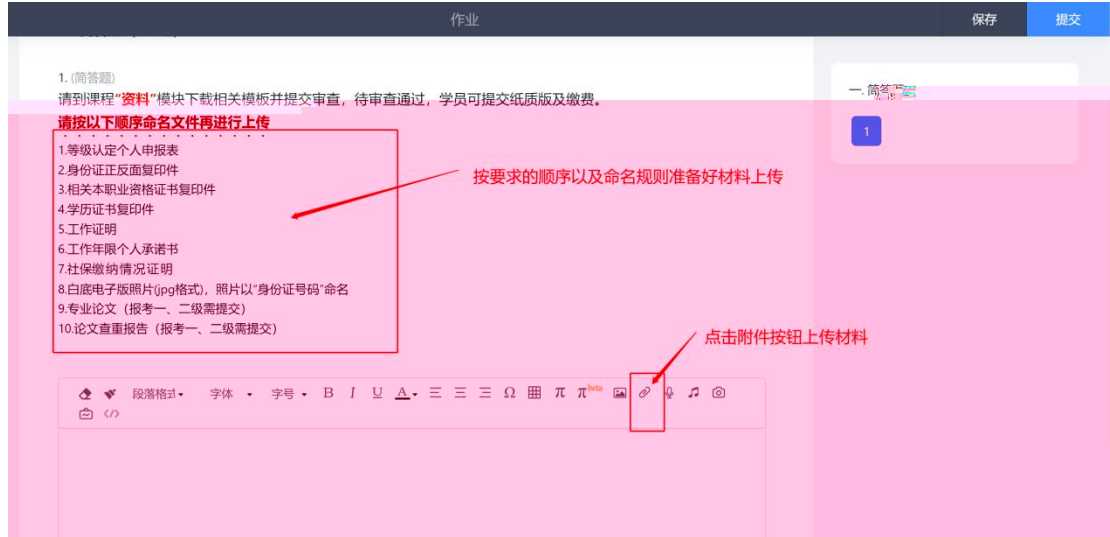 作业
保存
提交
1. (简答题)
请到课程"资料"模块下载相关模板并提交审查，待审查通过，学员可提交纸质版及缴费。
请按以下顺序命名文件再进行上传
1.等级认定个人申报表
2.身份证正反面复印件
3.相关本职业资格证书复印件
4.学历证书复印件
5.工作证明
6.工作年限个人承诺书
7.社保缴纳情况证明
8.白底电子版照片(jpg格式)，照片以"身份证号码"命名
9.专业论文（报考一、二级需提交）
10.论文查重报告（报考一、二级需提交）
按要求的顺序以及命名规则准备好材料上传
一. 简答题
1
点击附件按钮上传材料
段落格式 字体 字号 B I U A Ω π π beta